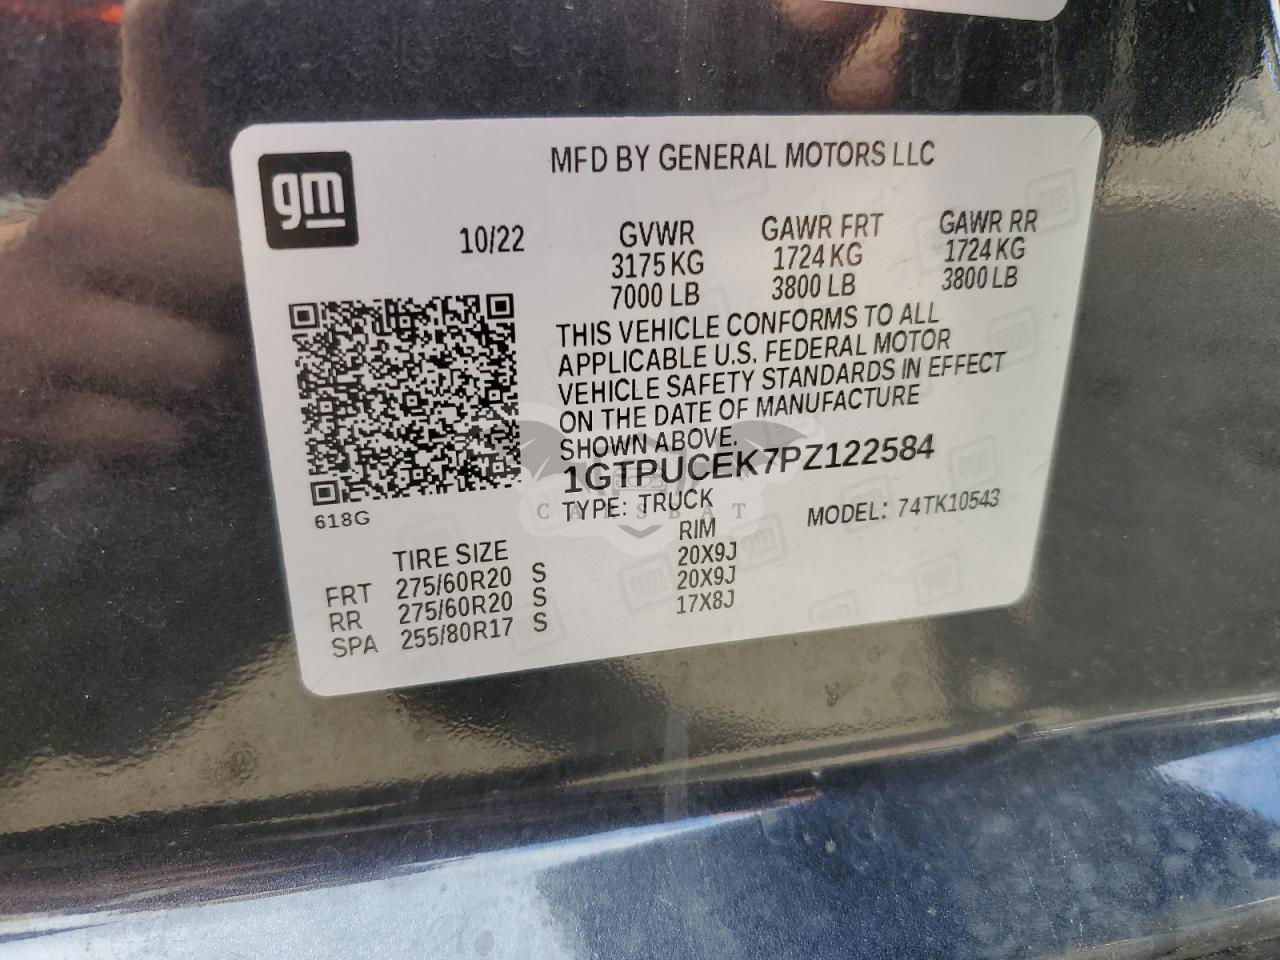 gm
MFD BY GENERAL MOTORS LLC
10/22 GVWR GAWR FRT GAWR RR
3175 KG 1724 KG 1724 KG
7000 LB 3800 LB 3800 LB
THIS VEHICLE CONFORMS TO ALL
APPLICABLE U.S. FEDERAL MOTOR
VEHICLE SAFETY STANDARDS IN EFFECT
ON THE DATE OF MANUFACTURE
SHOWN ABOVE.
1GTPUCEK7PZ122584
TYPE: TRUCK MODEL: 74TK10543
618G
CARSBAT
TIRE SIZE RIM
FRT 275/60R20 S 20X9J
RR 275/60R20 S 20X9J
SPA 255/80R17 S 17X8J